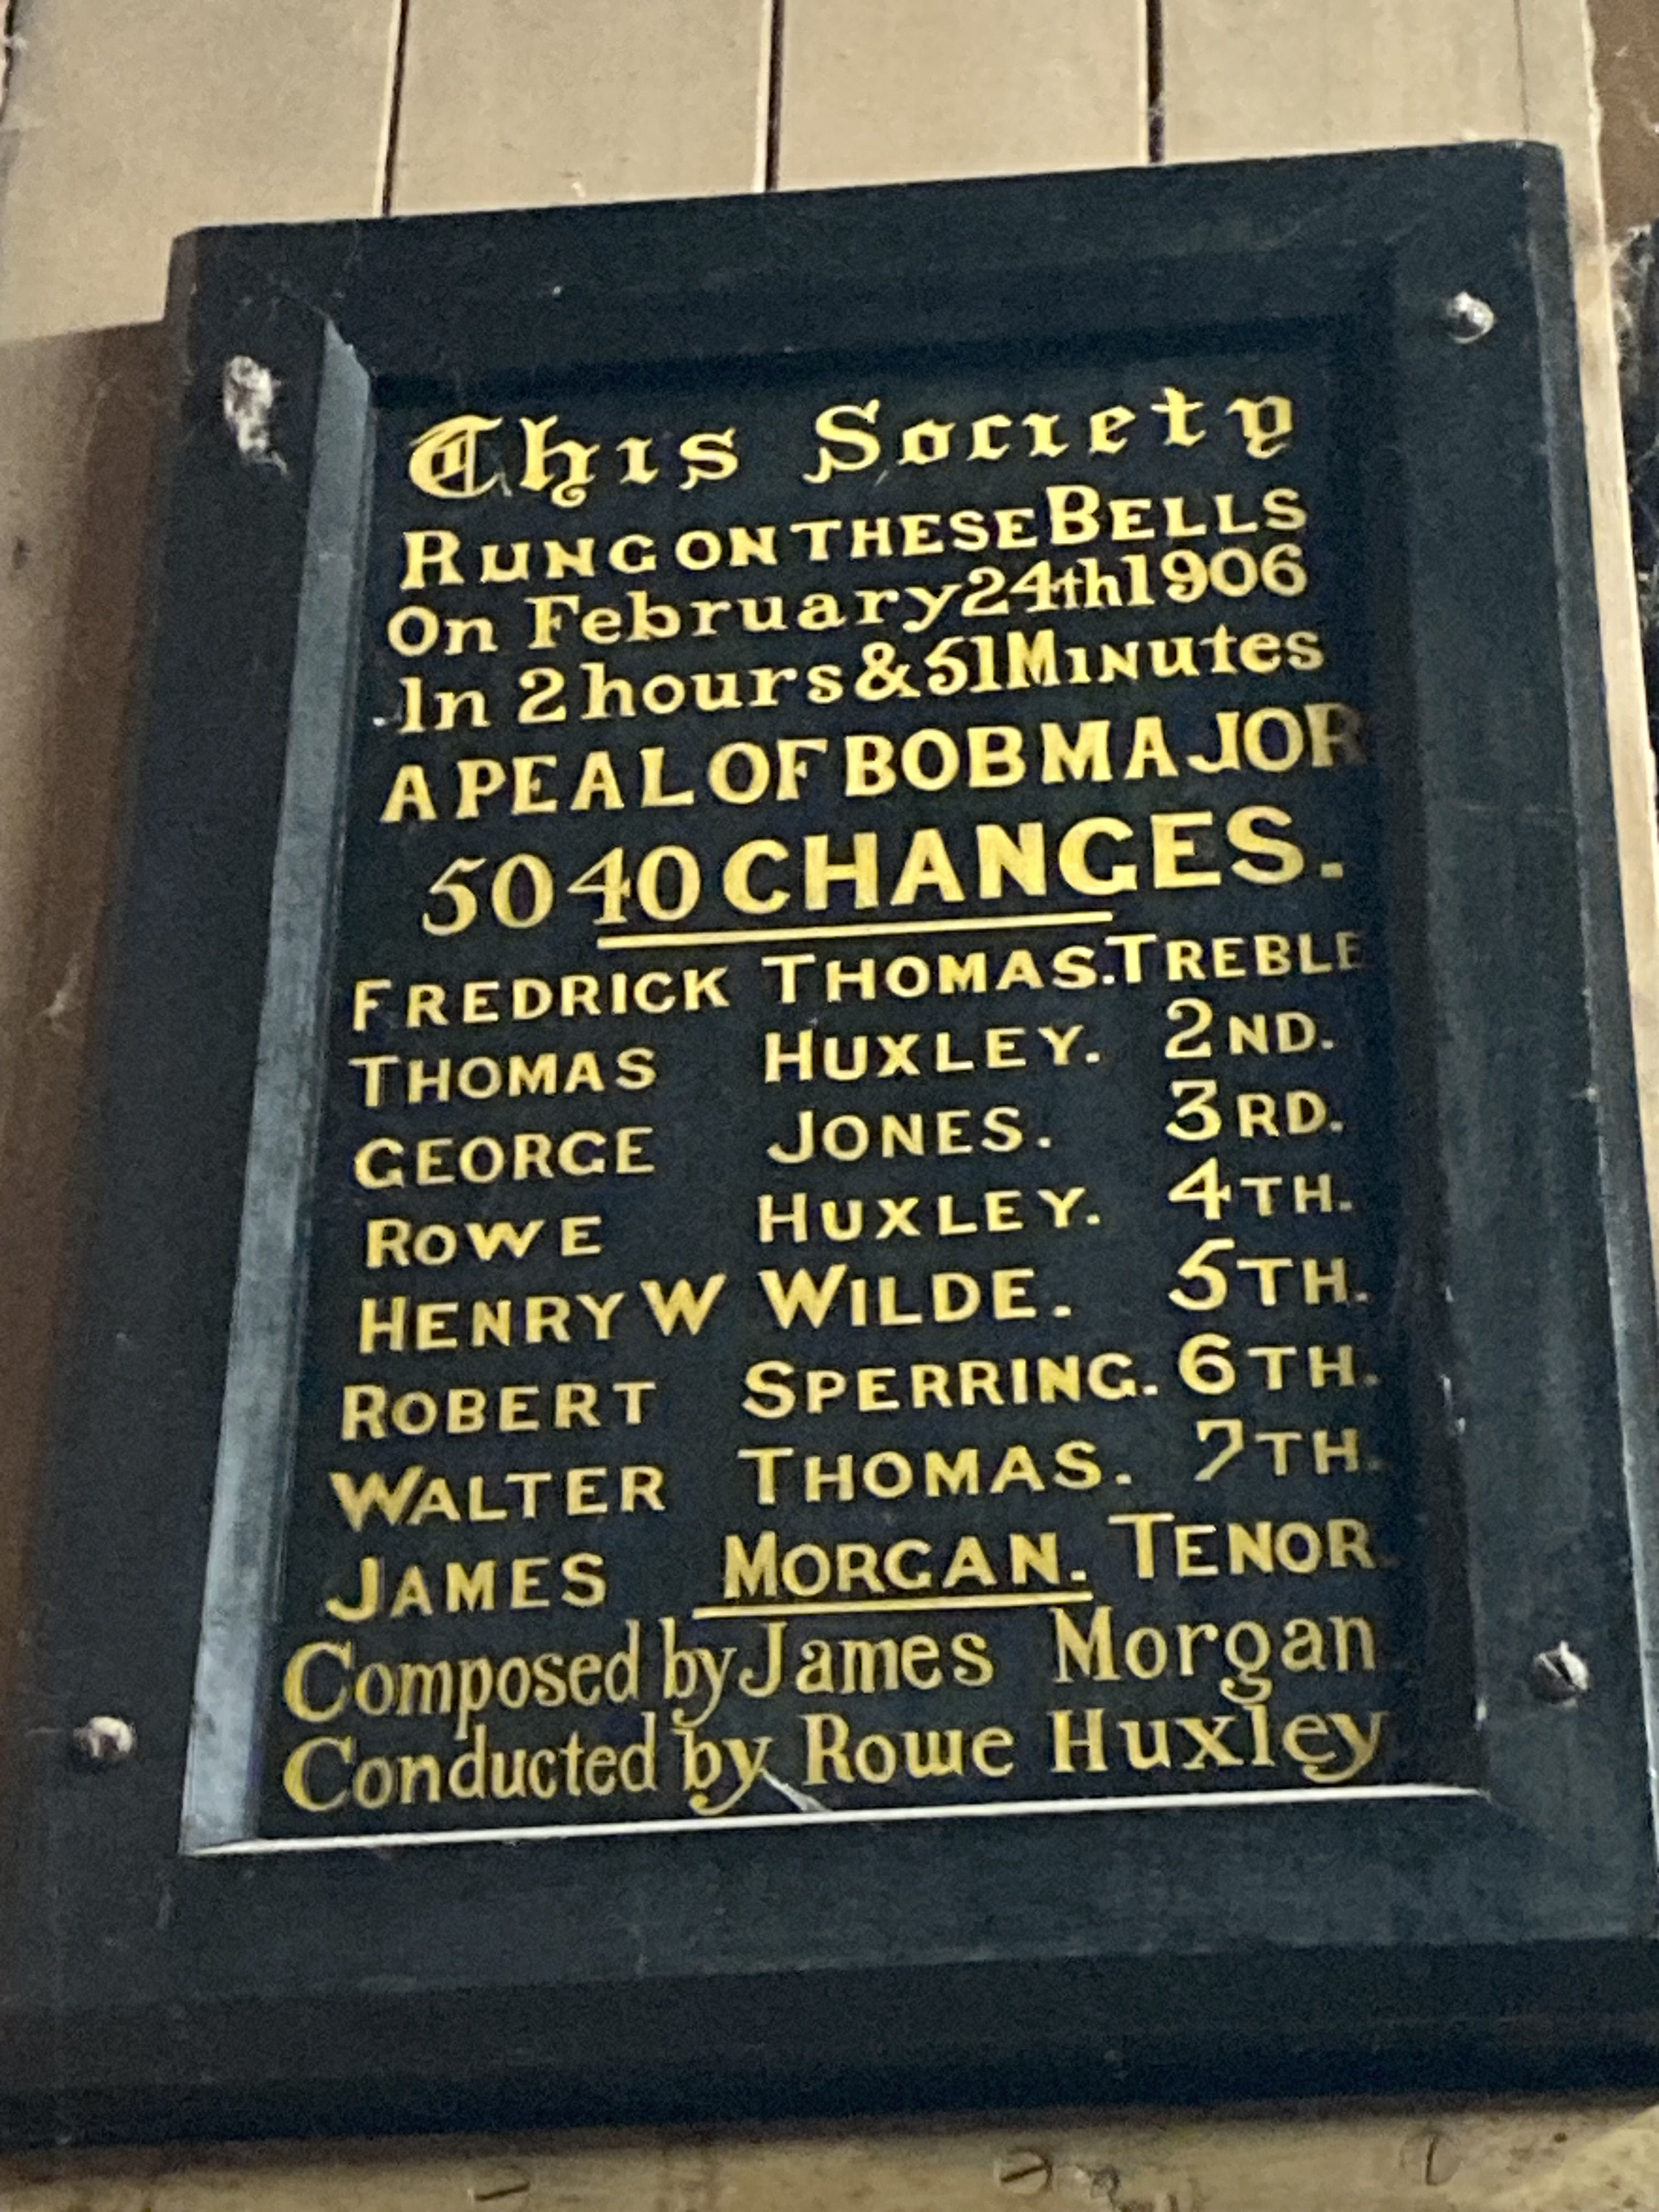 This Society
RUNG ON THESE BELLS
On February 24th 1906
In 2 hours & 51 Minutes
A PEAL OF BOB MAJOR
5040 CHANGES.
FREDRICK THOMAS. TREBLE
THOMAS HUXLEY. 2ND.
GEORGE JONES. 3RD.
ROWE HUXLEY. 4TH.
HENRY W WILDE. 5TH.
ROBERT SPERRING. 6TH.
WALTER THOMAS. 7TH.
JAMES MORGAN. TENOR.
Composed by James Morgan
Conducted by Rowe Huxley